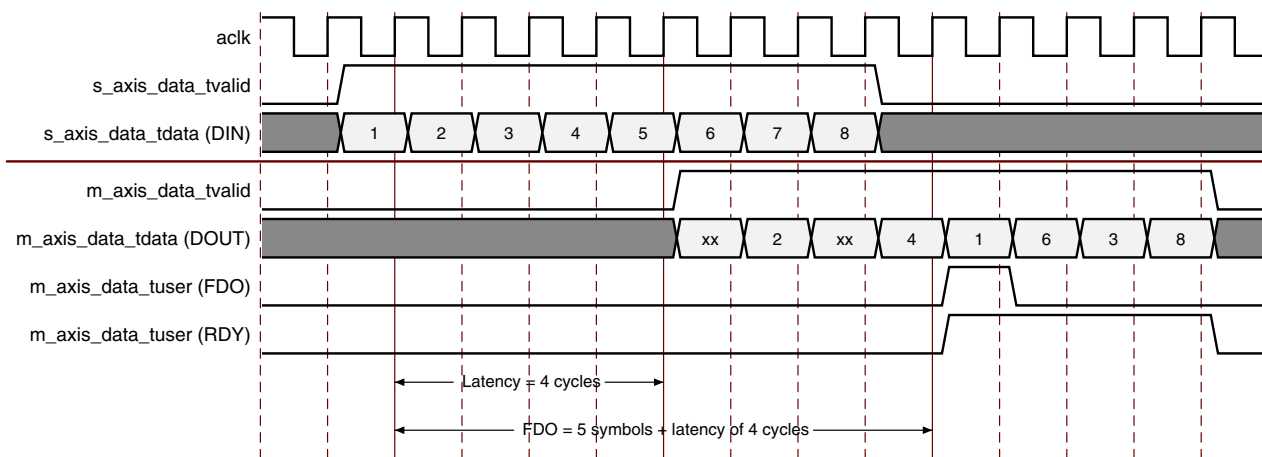 aclk
s_axis_data_tvalid
s_axis_data_tdata (DIN) 1 2 3 4 5 6 7 8
m_axis_data_tvalid
m_axis_data_tdata (DOUT) xx 2 xx 4 1 6 3 8
m_axis_data_tuser (FDO)
m_axis_data_tuser (RDY)
Latency = 4 cycles
FDO = 5 symbols + latency of 4 cycles